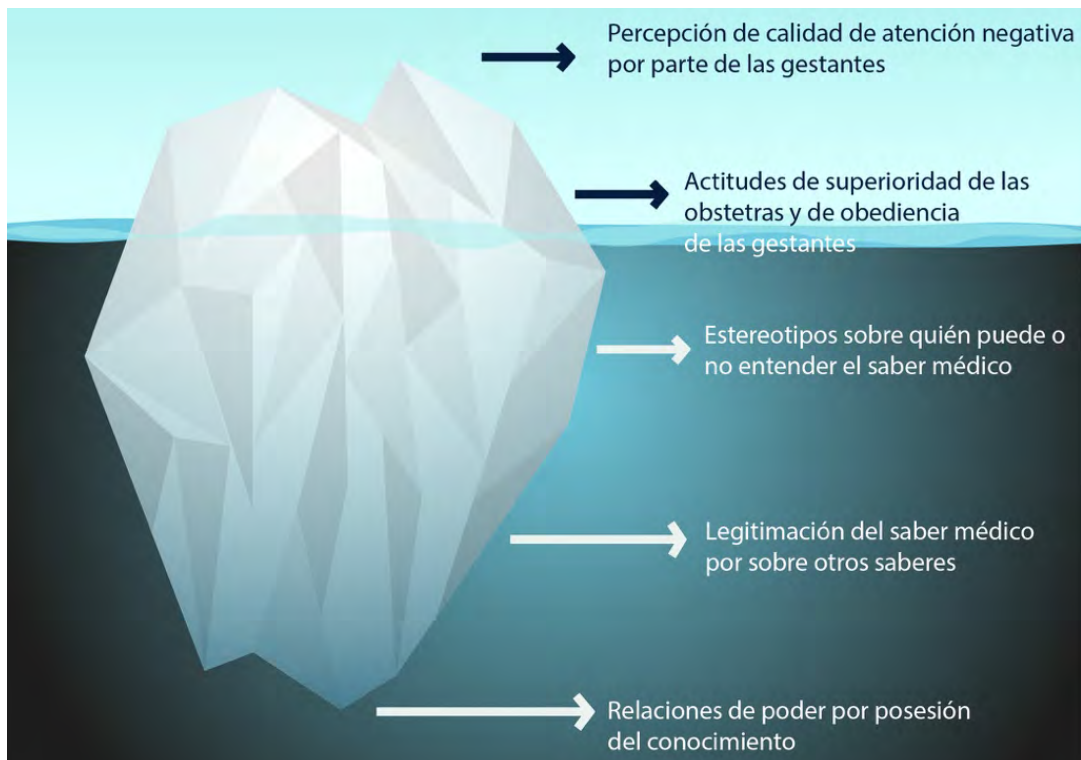 Percepción de calidad de atención negativa
por parte de las gestantes
Actitudes de superioridad de las
obstetras y de obediencia
de las gestantes
Estereotipos sobre quién puede o
no entender el saber médico
Legitimación del saber médico
por sobre otros saberes
Relaciones de poder por posesión
del conocimiento